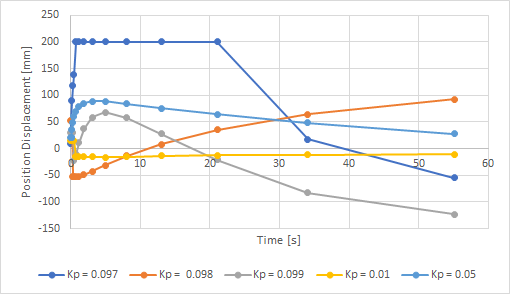 Position Displacement [mm]
250
200
150
100
50
0
-50
-100
-150
0 10 20 30 40 50 60
Time [s]
Kp = 0.097 Kp = 0.098 Kp = 0.099 Kp = 0.01 Kp = 0.05